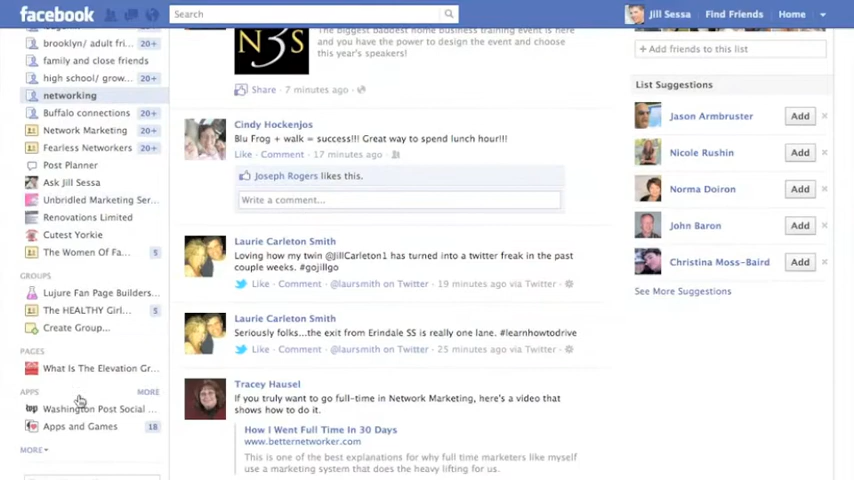 facebook
Search
Jill Sessa
Find Friends
Home
brooklyn/ adult fri... 20+
family and close friends
high school/ grow... 20+
networking
Buffalo connections 20+
Network Marketing 20+
Fearless Networkers 20+
Post Planner
Ask Jill Sessa
Unbridled Marketing Ser...
Renovations Limited
Cutest Yorkie
The Women Of Fa... 5
GROUPS
Lujure Fan Page Builders...
The HEALTHY Girl... 5
Create Group...
PAGES
What Is The Elevation Gr...
APPS MORE
Washington Post Social ...
Apps and Games 18
MORE
N3S
The biggest baddest home business training event is here
and you have the power to design the event and choose
this year's speakers!
Share · 7 minutes ago ·
Cindy Hockenjos
Blu Frog + walk = success!!! Great way to spend lunch hour!!!
Like · Comment · 17 minutes ago ·
Joseph Rogers likes this.
Write a comment...
Laurie Carleton Smith
Loving how my twin @JillCarleton1 has turned into a twitter freak in the past
couple weeks. #gojillgo
Like · Comment · @laursmith on Twitter · 19 minutes ago via Twitter ·
Laurie Carleton Smith
Seriously folks...the exit from Erindale SS is really one lane. #learnhowtodrive
Like · Comment · @laursmith on Twitter · 25 minutes ago via Twitter ·
Tracey Hausel
If you truly want to go full-time in Network Marketing, here's a video that
shows how to do it.
How I Went Full Time In 30 Days
www.betternetworker.com
This is one of the best explanations for why full time marketers like myself
use a marketing system that does the heavy lifting for us.
+ Add friends to this list
List Suggestions
Jason Armbruster Add ×
Nicole Rushin Add ×
Norma Doiron Add ×
John Baron Add ×
Christina Moss-Baird Add ×
See More Suggestions